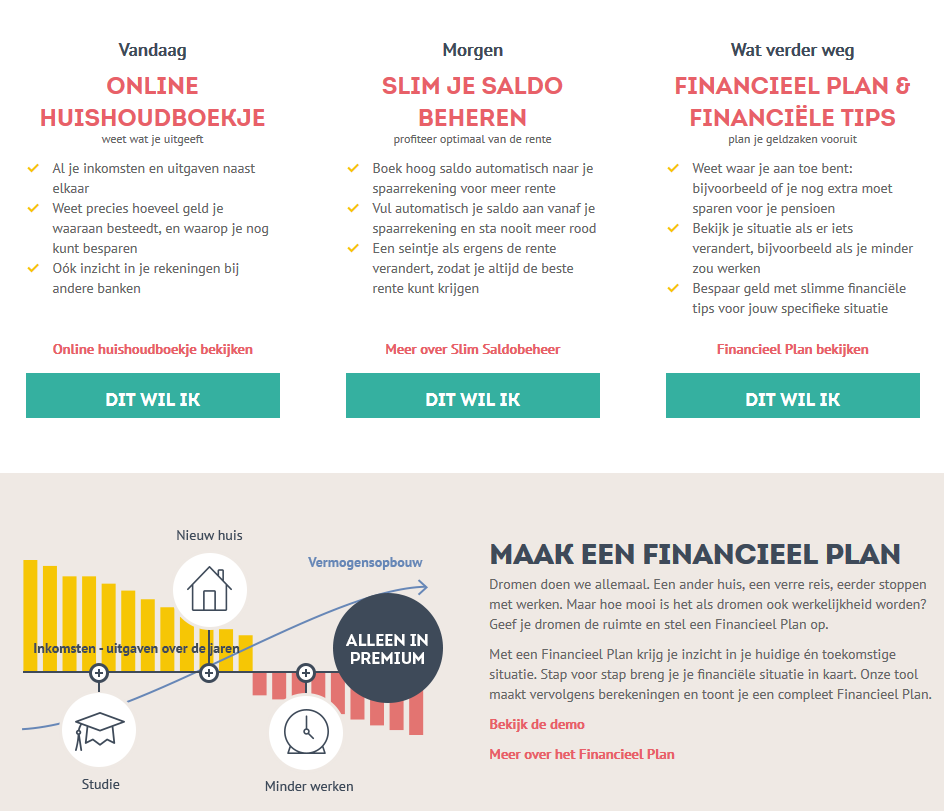 Vandaag
ONLINE
HUISHOUDBOEKJE
weet wat je uitgeeft
Al je inkomsten en uitgaven naast
elkaar
Weet precies hoeveel geld je
waaraan besteedt, en waarop je nog
kunt besparen
Oók inzicht in je rekeningen bij
andere banken
Online huishoudboekje bekijken
DIT WIL IK
Morgen
SLIM JE SALDO
BEHEREN
profiteer optimaal van de rente
Boek hoog saldo automatisch naar je
spaarrekening voor meer rente
Vul automatisch je saldo aan vanaf je
spaarrekening en sta nooit meer rood
Een seintje als ergens de rente
verandert, zodat je altijd de beste
rente kunt krijgen
Meer over Slim Saldobeheer
DIT WIL IK
Wat verder weg
FINANCIEEL PLAN &
FINANCIËLE TIPS
plan je geldzaken vooruit
Weet waar je aan toe bent:
bijvoorbeeld of je nog extra moet
sparen voor je pensioen
Bekijk je situatie als er iets
verandert, bijvoorbeeld als je minder
zou werken
Bespaar geld met slimme financiële
tips voor jouw specifieke situatie
Financieel Plan bekijken
DIT WIL IK
Nieuw huis
Vermogensopbouw
Inkomsten - uitgaven over de jaren
ALLEEN IN
PREMIUM
Studie
Minder werken
MAAK EEN FINANCIEEL PLAN
Dromen doen we allemaal. Een ander huis, een verre reis, eerder stoppen
met werken. Maar hoe mooi is het als dromen ook werkelijkheid worden?
Geef je dromen de ruimte en stel een Financieel Plan op.
Met een Financieel Plan krijg je inzicht in je huidige én toekomstige
situatie. Stap voor stap breng je je financiële situatie in kaart. Onze tool
maakt vervolgens berekeningen en toont je een compleet Financieel Plan.
Bekijk de demo
Meer over het Financieel Plan